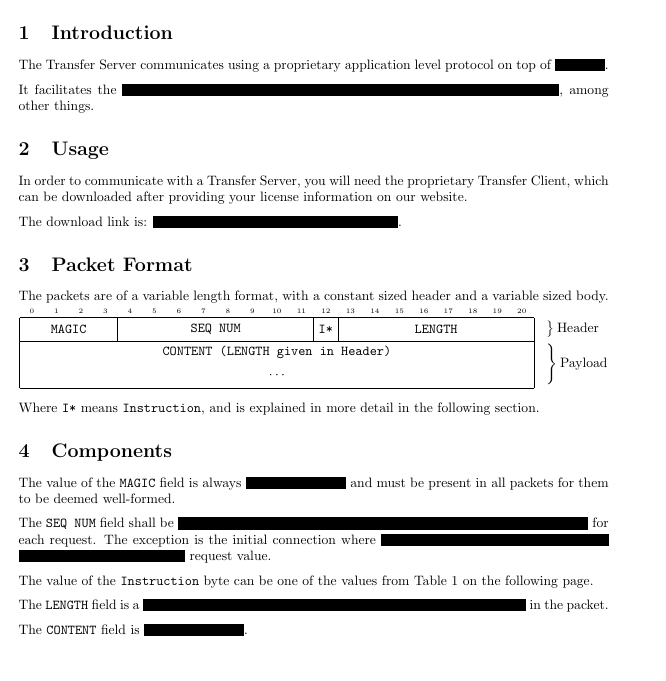 1 Introduction
The Transfer Server communicates using a proprietary application level protocol on top of .
It facilitates the , among
other things.
2 Usage
In order to communicate with a Transfer Server, you will need the proprietary Transfer Client, which
can be downloaded after providing your license information on our website.
The download link is: .
3 Packet Format
The packets are of a variable length format, with a constant sized header and a variable sized body.
0 1 2 3 4 5 6 7 8 9 10 11 12 13 14 15 16 17 18 19 20
MAGIC SEQ NUM I* LENGTH } Header
CONTENT (LENGTH given in Header)
} Payload
...
Where I* means Instruction, and is explained in more detail in the following section.
4 Components
The value of the MAGIC field is always and must be present in all packets for them
to be deemed well-formed.
The SEQ NUM field shall be for
each request. The exception is the initial connection where
request value.
The value of the Instruction byte can be one of the values from Table 1 on the following page.
The LENGTH field is a in the packet.
The CONTENT field is .